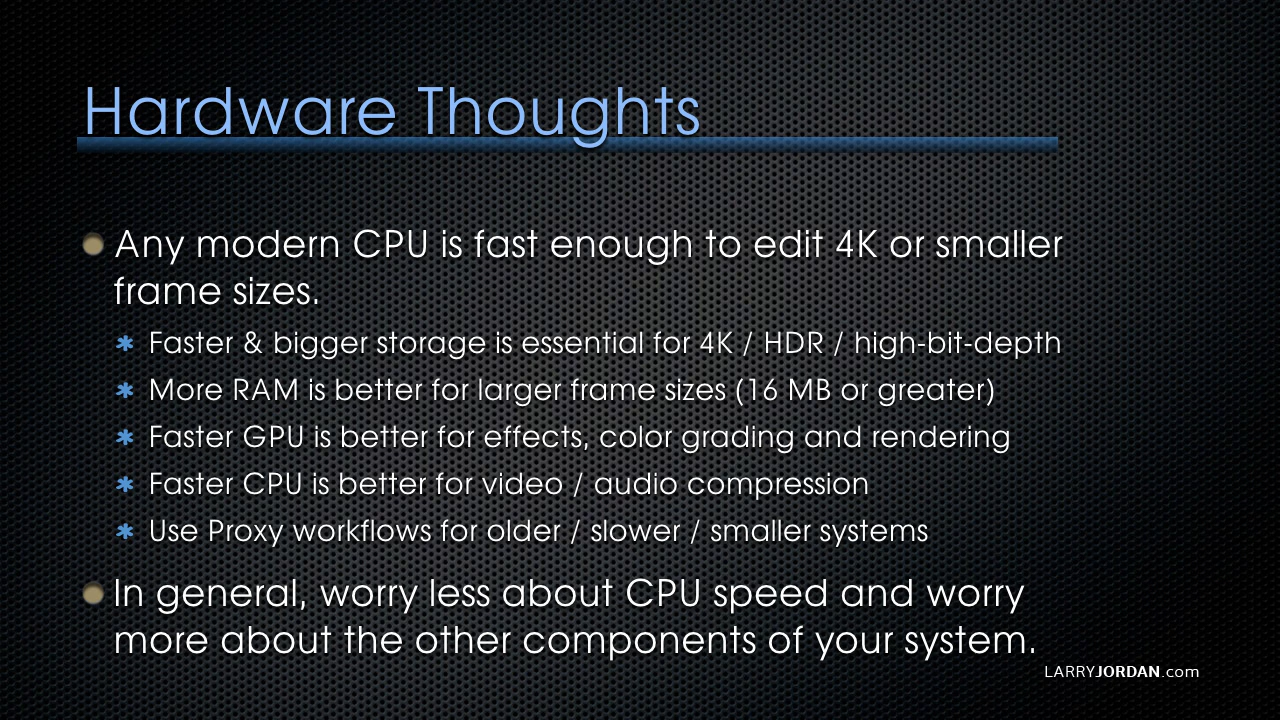 Hardware Thoughts
Any modern CPU is fast enough to edit 4K or smaller
frame sizes.
Faster & bigger storage is essential for 4K / HDR / high-bit-depth
More RAM is better for larger frame sizes (16 MB or greater)
Faster GPU is better for effects, color grading and rendering
Faster CPU is better for video / audio compression
Use Proxy workflows for older / slower / smaller systems
In general, worry less about CPU speed and worry
more about the other components of your system.
LARRYJORDAN.com